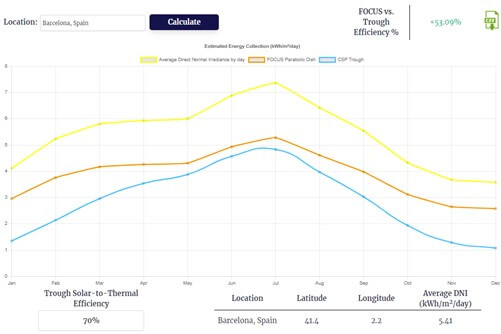 Location:
Barcelona, Spain
Calculate
FOCUS vs.
Trough
Efficiency %
+53.09%
CSV
Estimated Energy Collection (kWh/m²/day)
Average Direct Normal Irradiance by day
FOCUS Parabolic Dish
CSP Trough
8
7
6
5
4
3
2
1
0
Jan Feb Mar Apr May Jun Jul Aug Sep Oct Nov Dec
Trough Solar-to-Thermal
Efficiency
70%
Location Latitude Longitude Average DNI
(kWh/m²/day)
Barcelona, Spain 41.4 2.2 5.41